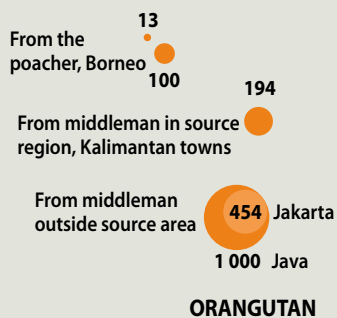 13
From the
poacher, Borneo
100
194
From middleman in source
region, Kalimantan towns
From middleman
outside source area
454 Jakarta
1 000 Java
ORANGUTAN